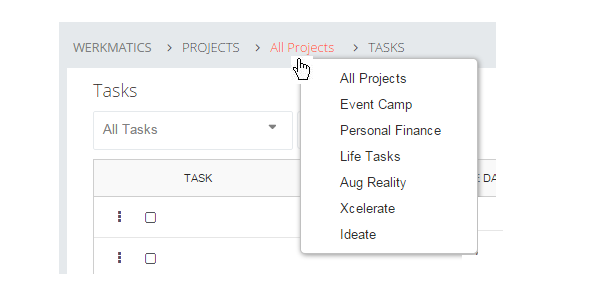 WERKMATICS > PROJECTS > All Projects > TASKS
Tasks
All Tasks
TASK
All Projects
Event Camp
Personal Finance
Life Tasks
Aug Reality
Xcelerate
Ideate